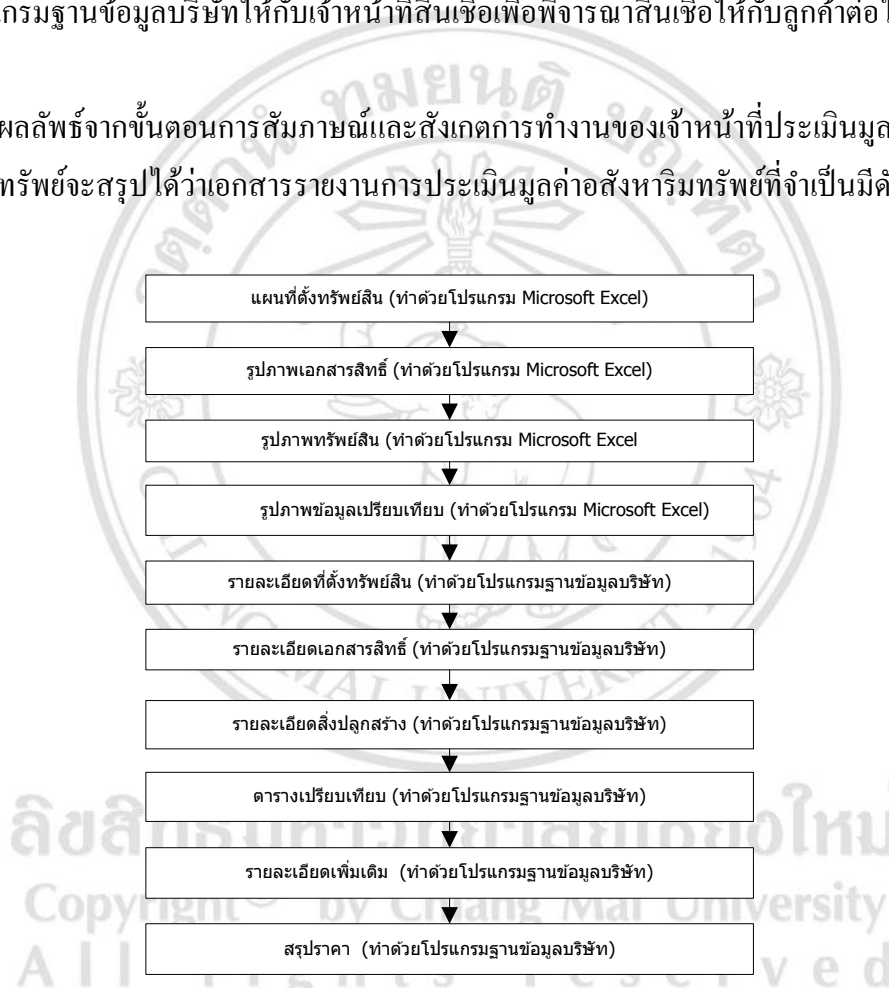 กรมฐานข้อมูลบริษัทให้กับเจ้าหน้าที่สินเชื่อเพื่อพิจารณาสินเชื่อให้กับลูกค้าต่อ
ผลลัพธ์จากขั้นตอนการสัมภาษณ์และสังเกตการทำงานของเจ้าหน้าที่ประเมินมูล
ทรัพย์จะสรุปได้ว่าเอกสารรายงานการประเมินมูลค่าอสังหาริมทรัพย์ที่จำเป็นมีดั
แผนที่ตั้งทรัพย์สิน (ทำด้วยโปรแกรม Microsoft Excel)
รูปภาพเอกสารสิทธิ์ (ทำด้วยโปรแกรม Microsoft Excel)
รูปภาพทรัพย์สิน (ทำด้วยโปรแกรม Microsoft Excel
รูปภาพข้อมูลเปรียบเทียบ (ทำด้วยโปรแกรม Microsoft Excel)
รายละเอียดที่ตั้งทรัพย์สิน (ทำด้วยโปรแกรมฐานข้อมูลบริษัท)
รายละเอียดเอกสารสิทธิ์ (ทำด้วยโปรแกรมฐานข้อมูลบริษัท)
รายละเอียดสิ่งปลูกสร้าง (ทำด้วยโปรแกรมฐานข้อมูลบริษัท)
ตารางเปรียบเทียบ (ทำด้วยโปรแกรมฐานข้อมูลบริษัท)
รายละเอียดเพิ่มเติม (ทำด้วยโปรแกรมฐานข้อมูลบริษัท)
สรุปราคา (ทำด้วยโปรแกรมฐานข้อมูลบริษัท)
ลิขสิทธิ์มหาวิทยาลัยเชียงใหม่
Copyright© by Chiang Mai University
All rights reserved